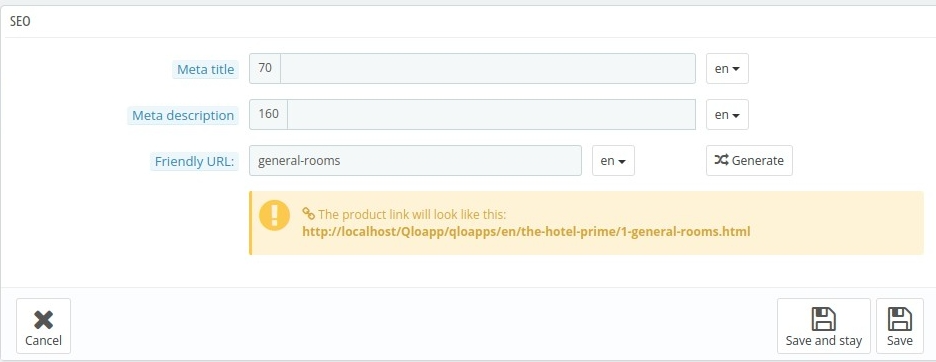 SEO
Meta title 70 en
Meta description 160 en
Friendly URL: general-rooms en Generate
The product link will look like this:
http://localhost/Qloapp/qloapps/en/the-hotel-prime/1-general-rooms.html
Cancel Save and stay Save